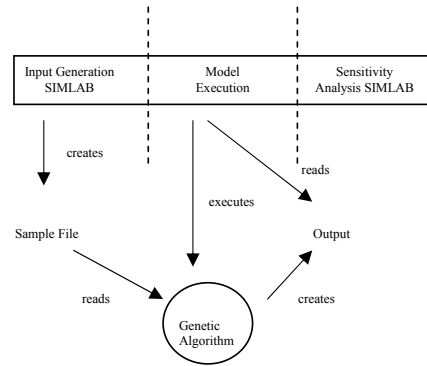 Input Generation
SIMLAB
Model
Execution
Sensitivity
Analysis SIMLAB
creates
reads
executes
Sample File
Output
reads
creates
Genetic
Algorithm